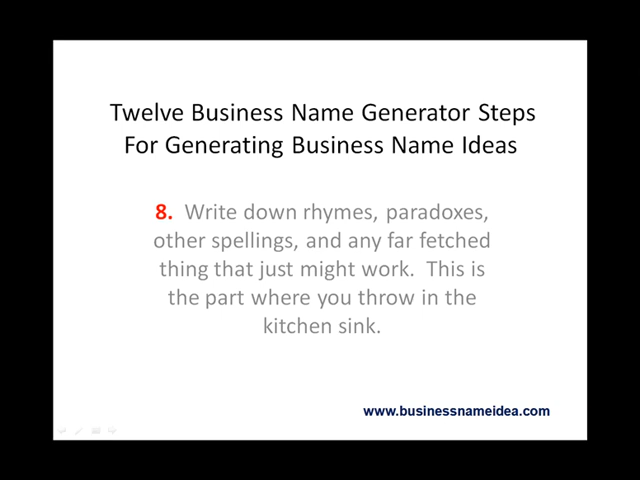 Twelve Business Name Generator Steps
For Generating Business Name Ideas
8. Write down rhymes, paradoxes,
other spellings, and any far fetched
thing that just might work. This is
the part where you throw in the
kitchen sink.
www.businessnameidea.com